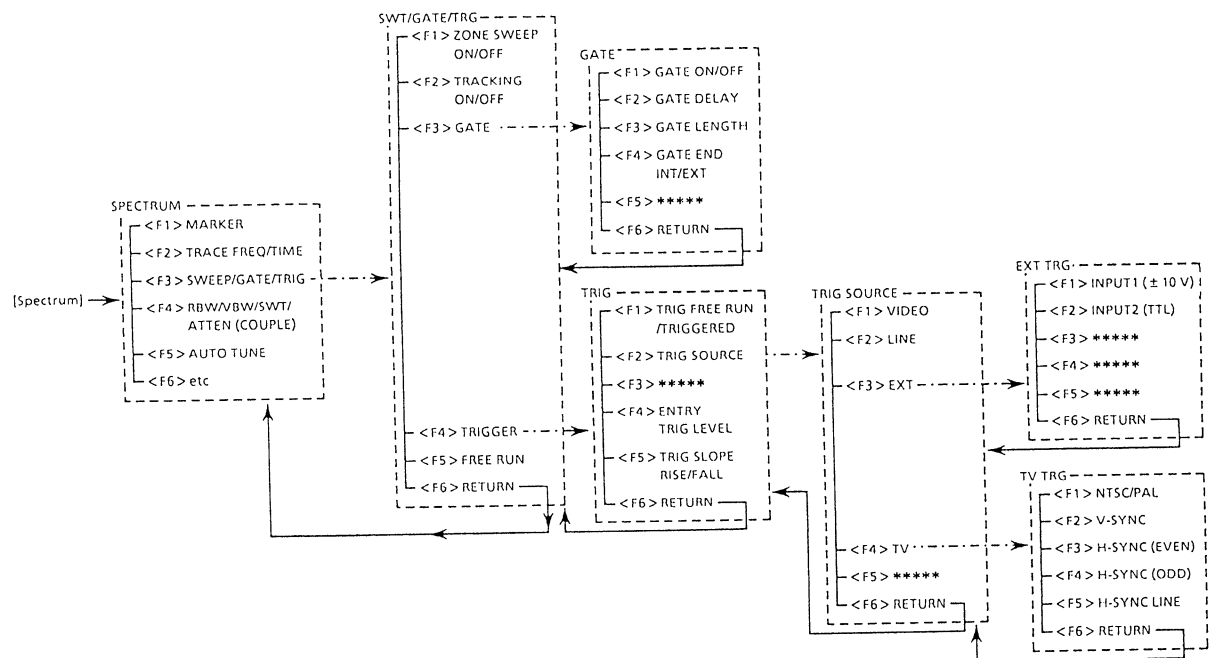 [Spectrum]
SPECTRUM
<F1> MARKER
<F2> TRACE FREQ/TIME
<F3> SWEEP/GATE/TRIG
<F4> RBW/VBW/SWT/
ATTEN (COUPLE)
<F5> AUTO TUNE
<F6> etc
SWT/GATE/TRG
<F1> ZONE SWEEP
ON/OFF
<F2> TRACKING
ON/OFF
<F3> GATE
<F4> TRIGGER
<F5> FREE RUN
<F6> RETURN
GATE
<F1> GATE ON/OFF
<F2> GATE DELAY
<F3> GATE LENGTH
<F4> GATE END
INT/EXT
<F5> *****
<F6> RETURN
TRIG
<F1> TRIG FREE RUN
/TRIGGERED
<F2> TRIG SOURCE
<F3> *****
<F4> ENTRY
TRIG LEVEL
<F5> TRIG SLOPE
RISE/FALL
<F6> RETURN
TRIG SOURCE
<F1> VIDEO
<F2> LINE
<F3> EXT
<F4> TV
<F5> *****
<F6> RETURN
EXT TRG
<F1> INPUT1 (± 10 V)
<F2> INPUT2 (TTL)
<F3> *****
<F4> *****
<F5> *****
<F6> RETURN
TV TRG
<F1> NTSC/PAL
<F2> V-SYNC
<F3> H-SYNC (EVEN)
<F4> H-SYNC (ODD)
<F5> H-SYNC LINE
<F6> RETURN